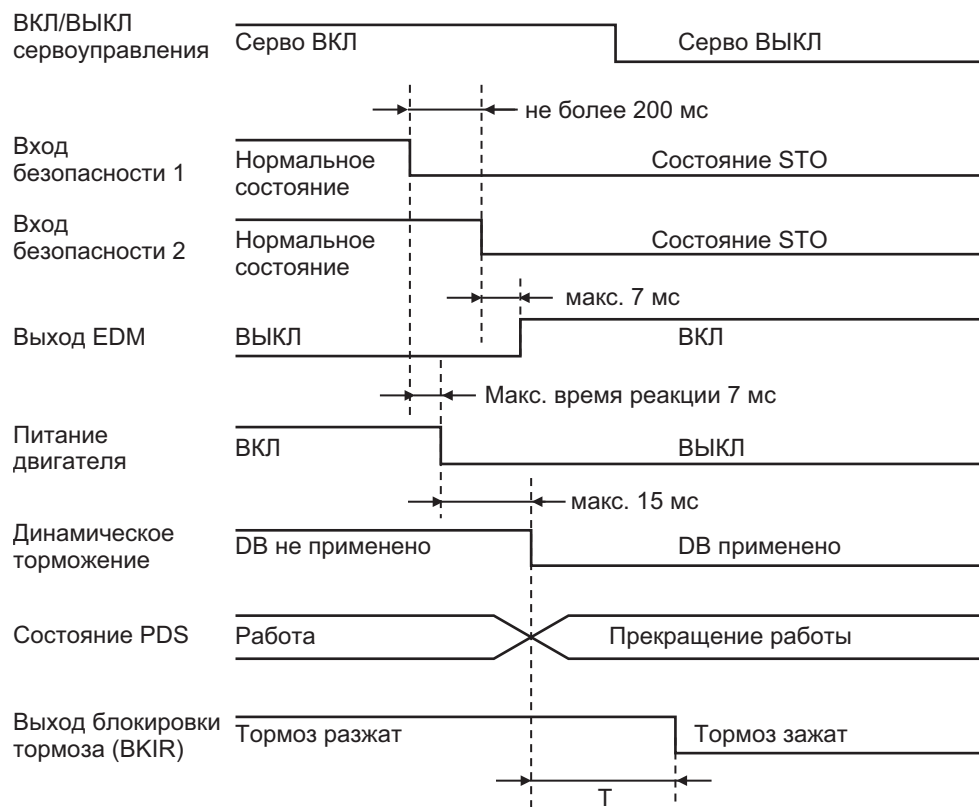 ВКЛ/ВЫКЛ
сервоуправления
Серво ВКЛ
Серво ВЫКЛ
не более 200 мс
Вход
безопасности 1
Нормальное
состояние
Состояние STO
Вход
безопасности 2
Нормальное
состояние
Состояние STO
макс. 7 мс
Выход EDM
ВЫКЛ
ВКЛ
Макс. время реакции 7 мс
Питание
двигателя
ВКЛ
ВЫКЛ
макс. 15 мс
Динамическое
торможение
DB не применено
DB применено
Состояние PDS
Работа
Прекращение работы
Выход блокировки
тормоза (BKIR)
Тормоз разжат
Тормоз зажат
T